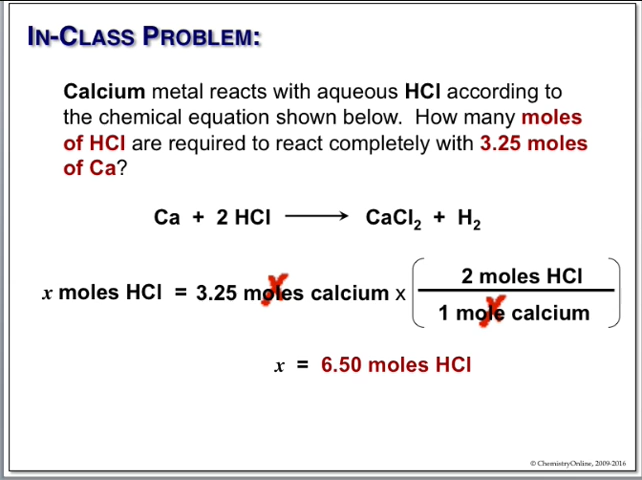 IN-CLASS PROBLEM:
Calcium metal reacts with aqueous HCl according to
the chemical equation shown below. How many moles
of HCl are required to react completely with 3.25 moles
of Ca?
Ca + 2 HCl ⟶ CaCl₂ + H₂
2 moles HCl
x moles HCl = 3.25 moles calcium x
1 mole calcium
x = 6.50 moles HCl
© ChemistryOnline, 2009-2016